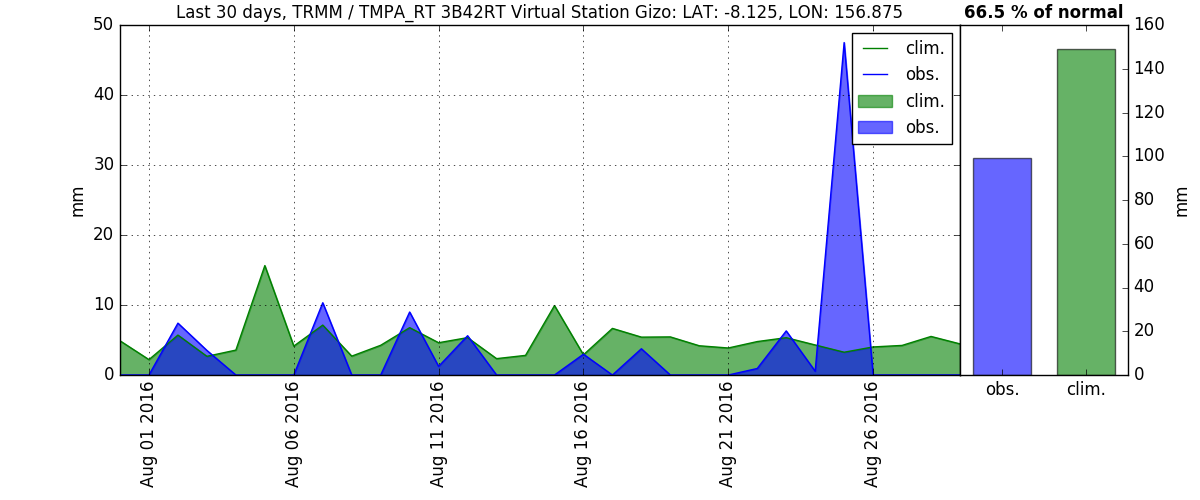 Last 30 days, TRMM / TMPA_RT 3B42RT Virtual Station Gizo: LAT: -8.125, LON: 156.875
66.5 % of normal
50
40
30
20
10
0
mm
clim.
obs.
clim.
obs.
Aug 01 2016
Aug 06 2016
Aug 11 2016
Aug 16 2016
Aug 21 2016
Aug 26 2016
160
140
120
100
80
60
40
20
0
mm
obs.
clim.